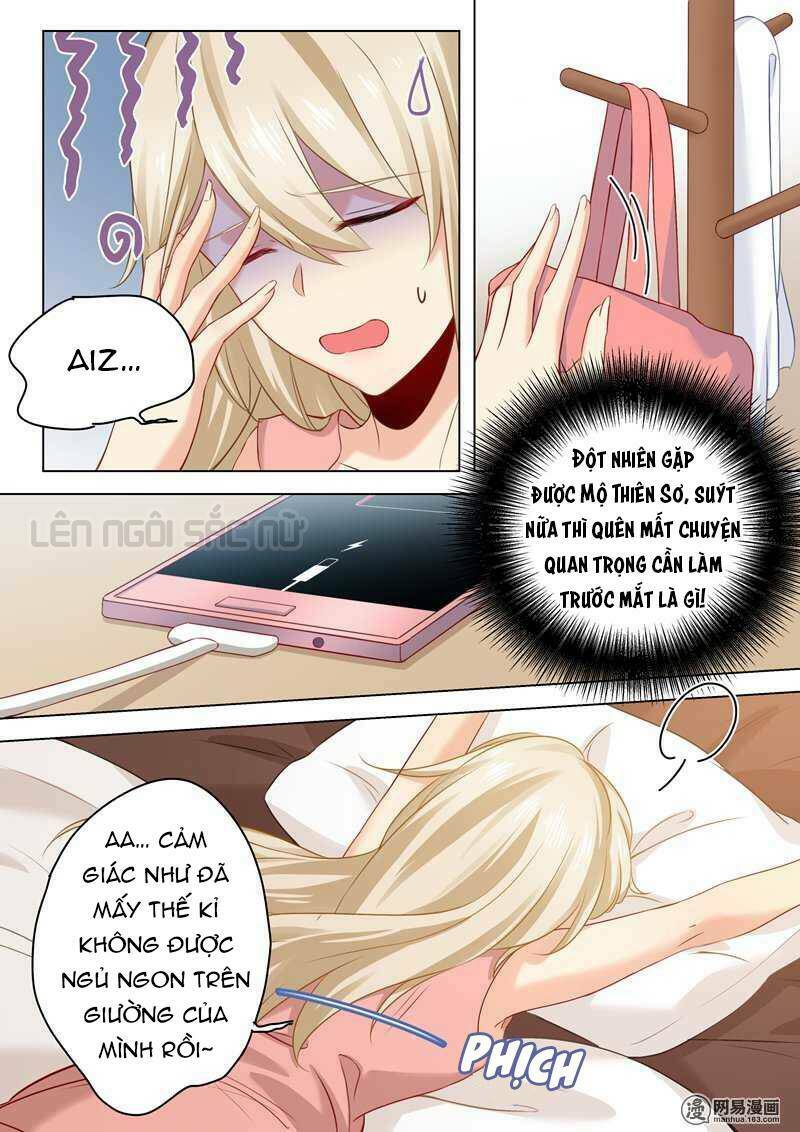 AIZ...
ĐỘT NHIÊN GẶP
ĐƯỢC MỘ THIÊN SƠ, SUÝT
NỮA THÌ QUÊN MẤT CHUYỆN
QUAN TRỌNG CẦN LÀM
TRƯỚC MẮT LÀ GÌ!
LÊN NGÔI SẮC NỮ
AA... CẢM
GIÁC NHƯ ĐÃ
MẤY THẾ KỈ
KHÔNG ĐƯỢC
NGỦ NGON TRÊN
GIƯỜNG CỦA
MÌNH RỒI~
PHỊCH
网易漫画
manhua.163.com